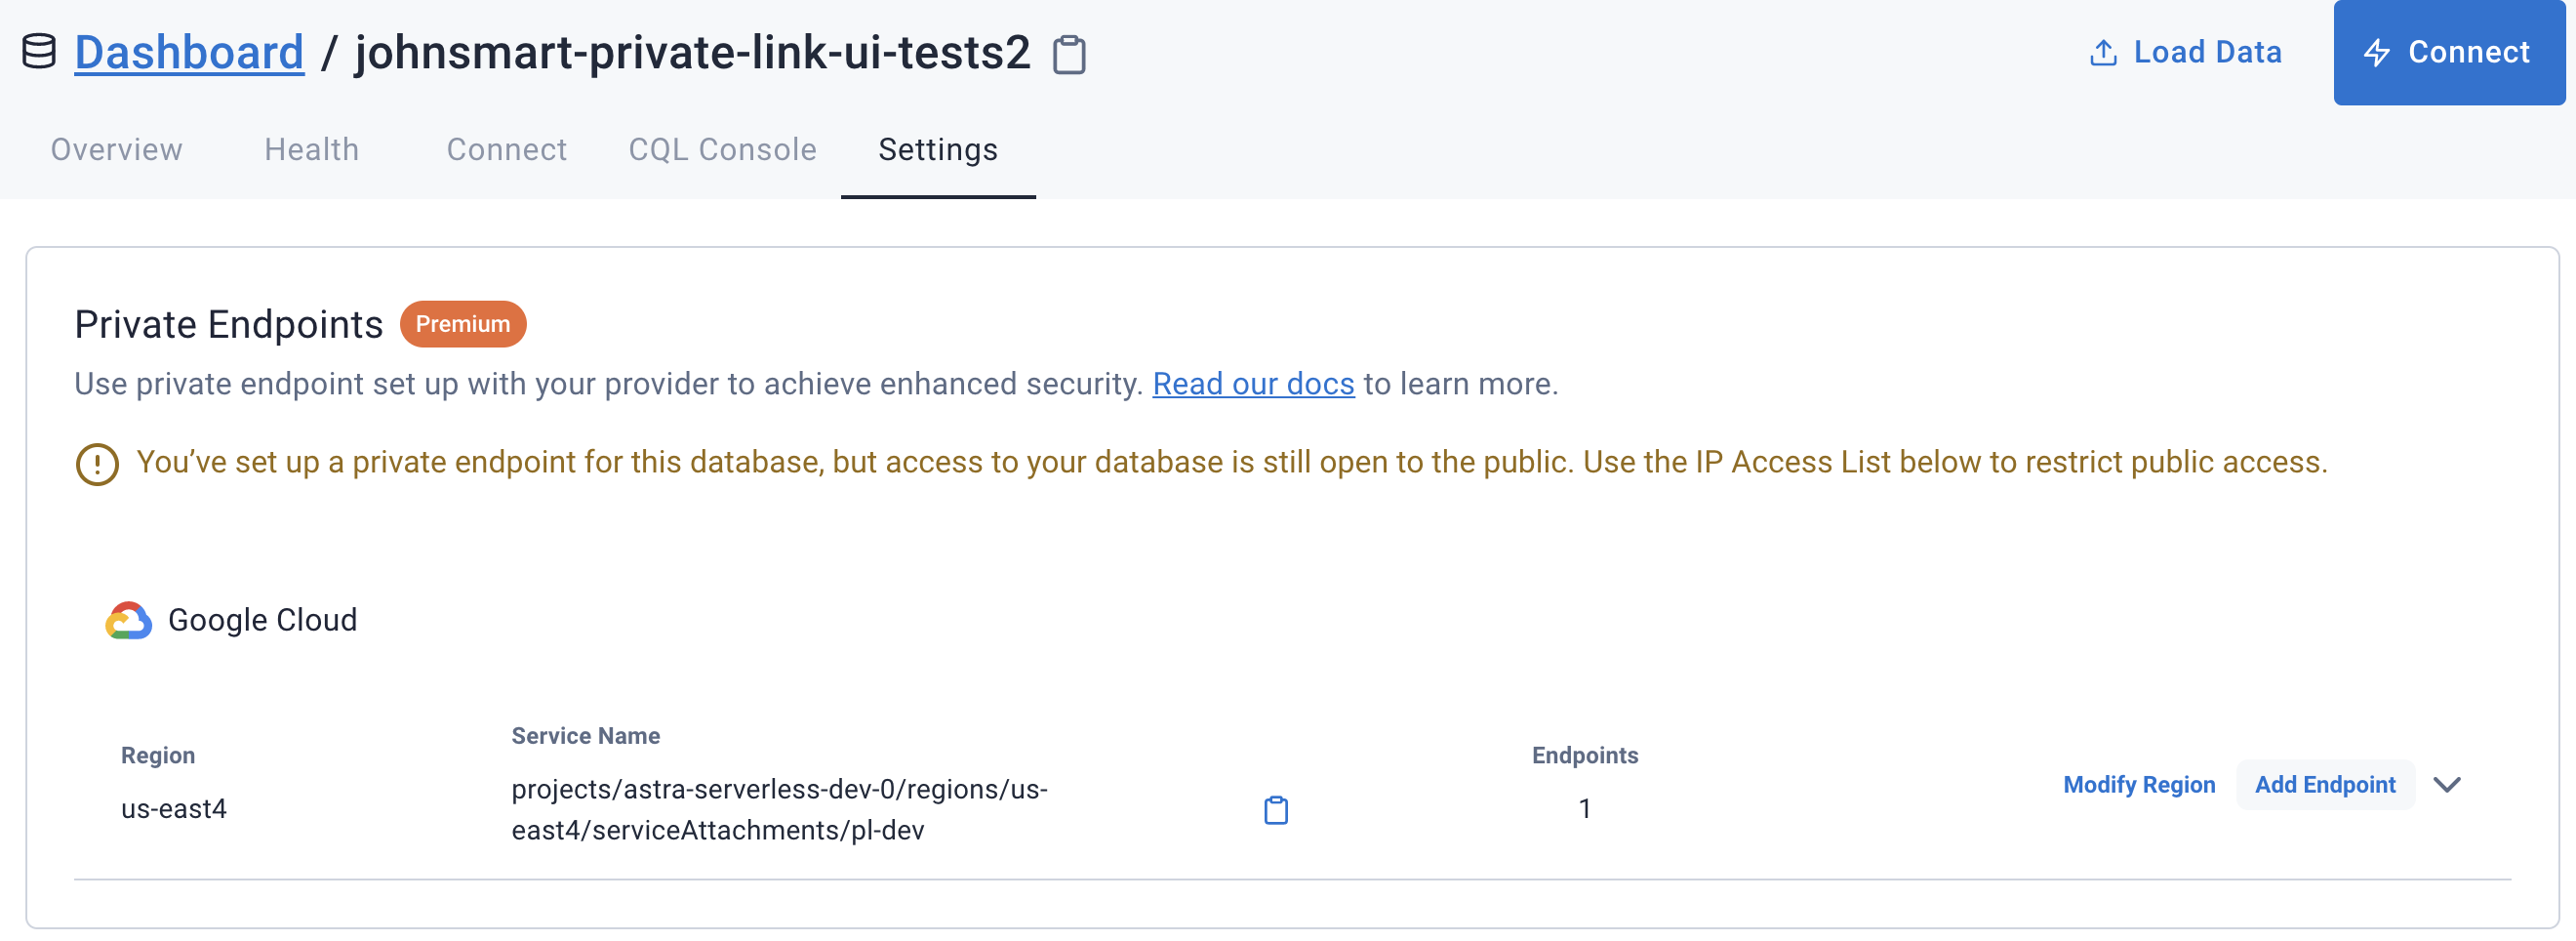 Dashboard / johnsmart-private-link-ui-tests2
Load Data
Connect
Overview
Health
Connect
CQL Console
Settings
Private Endpoints
Premium
Use private endpoint set up with your provider to achieve enhanced security. Read our docs to learn more.
You’ve set up a private endpoint for this database, but access to your database is still open to the public. Use the IP Access List below to restrict public access.
Google Cloud
Region
us-east4
Service Name
projects/astra-serverless-dev-0/regions/us-
east4/serviceAttachments/pl-dev
Endpoints
1
Modify Region
Add Endpoint